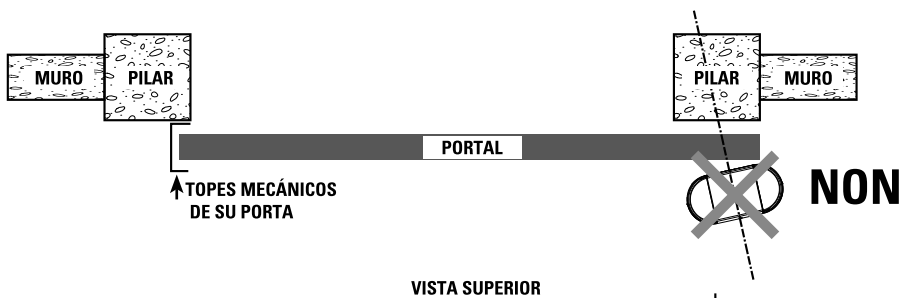 MURO
PILAR
PILAR
MURO
PORTAL
NON
TOPES MECÁNICOS
DE SU PORTA
VISTA SUPERIOR